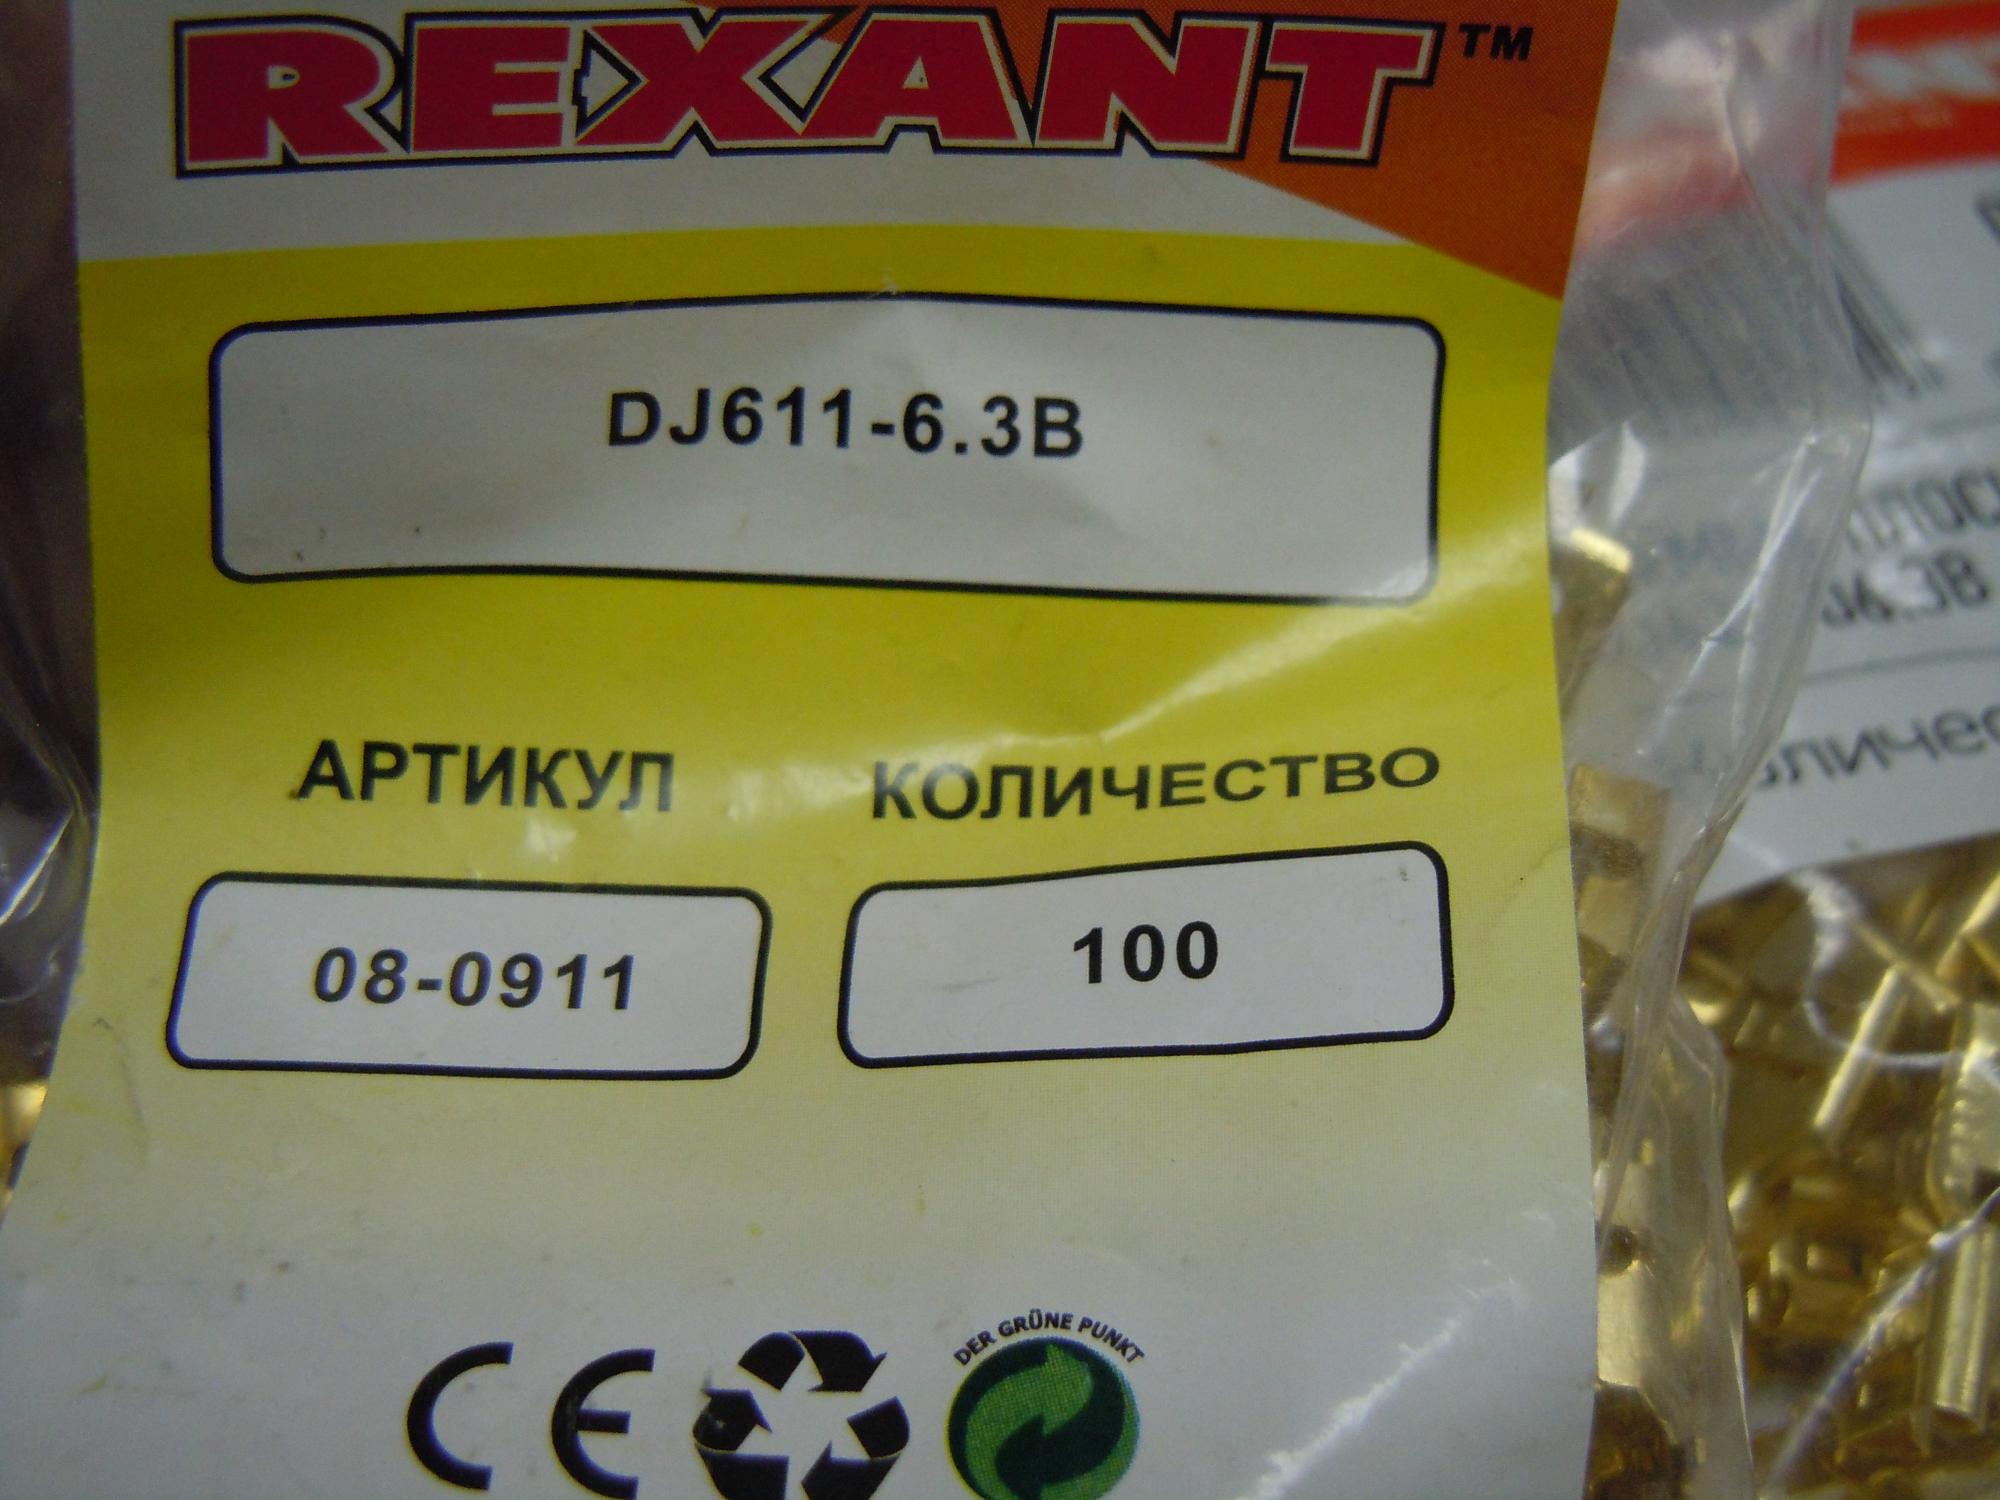 REXANT™
DJ611-6.3B
АРТИКУЛ КОЛИЧЕСТВО
08-0911 100
CE
DER GRÜNE PUNKT